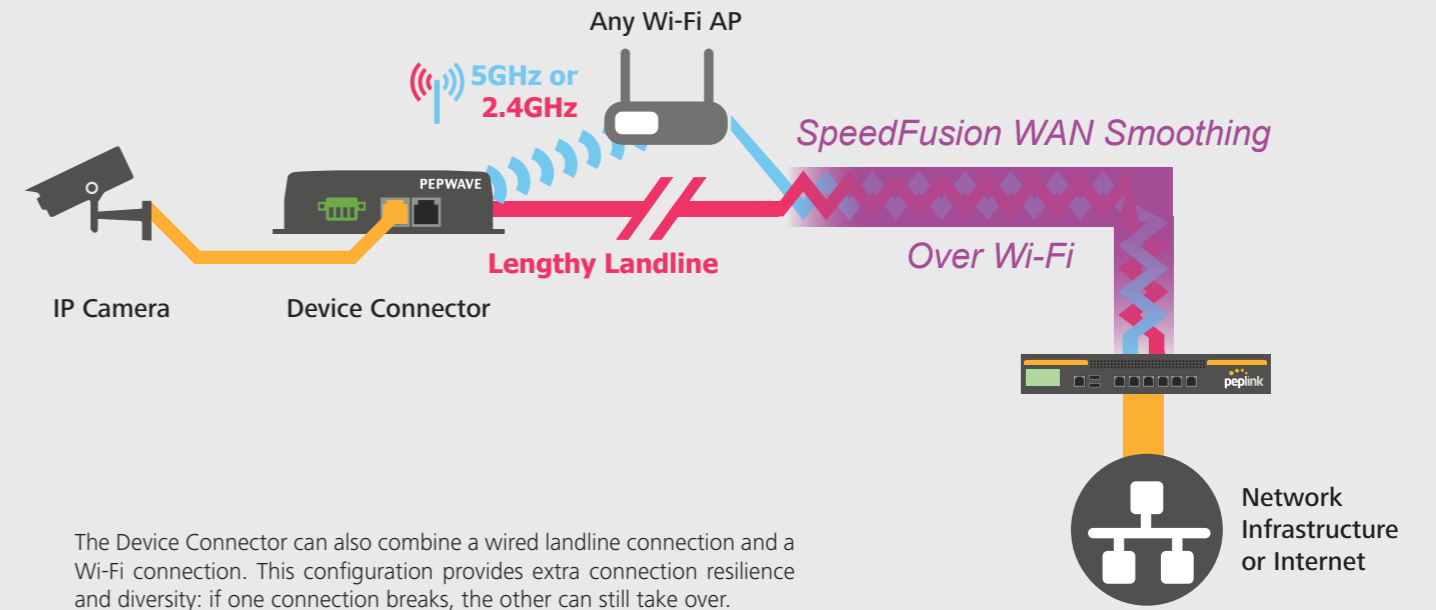 Any Wi-Fi AP
5GHz or
2.4GHz
SpeedFusion WAN Smoothing
PEPWAVE
Over Wi-Fi
Lengthy Landline
IP Camera
Device Connector
peplink
Network
Infrastructure
or Internet
The Device Connector can also combine a wired landline connection and a
Wi-Fi connection. This configuration provides extra connection resilience
and diversity: if one connection breaks, the other can still take over.